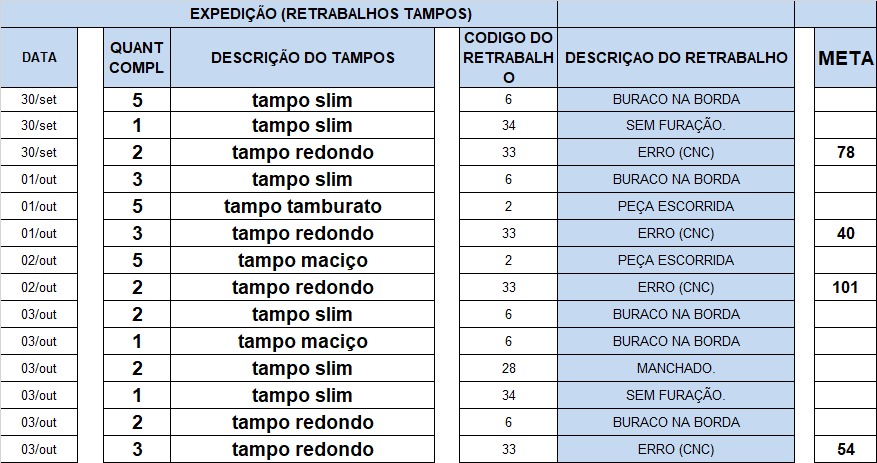 EXPEDIÇÃO (RETRABALHOS TAMPOS)
DATA QUANT COMPL DESCRIÇÃO DO TAMPOS CODIGO DO RETRABALHO DESCRIÇAO DO RETRABALHO META
30/set 5 tampo slim 6 BURACO NA BORDA
30/set 1 tampo slim 34 SEM FURAÇÃO.
30/set 2 tampo redondo 33 ERRO (CNC) 78
01/out 3 tampo slim 6 BURACO NA BORDA
01/out 5 tampo tamburato 2 PEÇA ESCORRIDA
01/out 3 tampo redondo 33 ERRO (CNC) 40
02/out 5 tampo maciço 2 PEÇA ESCORRIDA
02/out 2 tampo redondo 33 ERRO (CNC) 101
03/out 2 tampo slim 6 BURACO NA BORDA
03/out 1 tampo maciço 6 BURACO NA BORDA
03/out 2 tampo slim 28 MANCHADO.
03/out 1 tampo slim 34 SEM FURAÇÃO.
03/out 2 tampo redondo 6 BURACO NA BORDA
03/out 3 tampo redondo 33 ERRO (CNC) 54